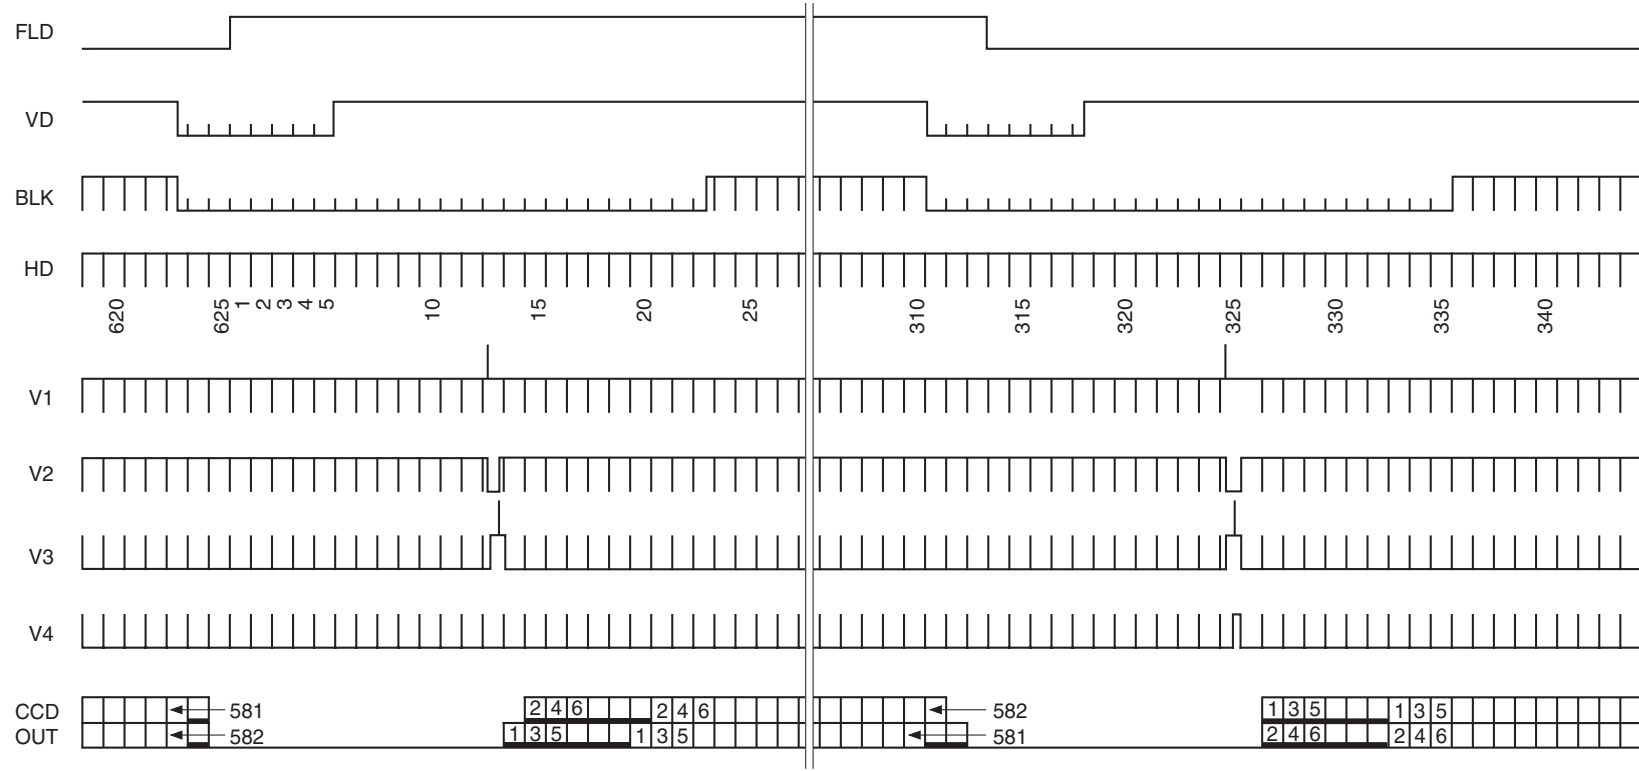 FLD
VD
BLK
HD
620 625 1 2 3 4 5 10 15 20 25 310 315 320 325 330 335 340
V1
V2
V3
V4
CCD OUT
581 2 4 6 2 4 6 582 1 3 5 1 3 5
582 1 3 5 1 3 5 581 2 4 6 2 4 6